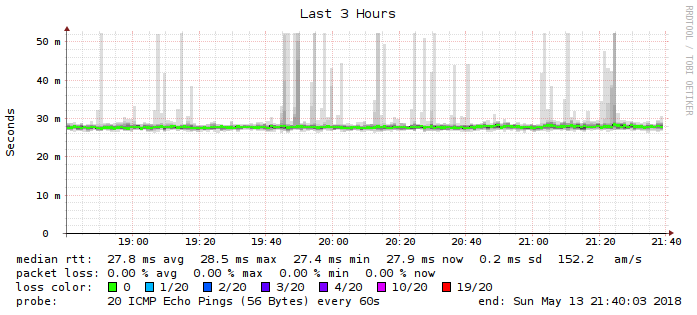 Last 3 Hours
RRDTOOL / TOBI OETIKER
Seconds
50 m
40 m
30 m
20 m
10 m
0
19:00 19:20 19:40 20:00 20:20 20:40 21:00 21:20 21:40
median rtt: 27.8 ms avg 28.5 ms max 27.4 ms min 27.9 ms now 0.2 ms sd 152.2 am/s
packet loss: 0.00 % avg 0.00 % max 0.00 % min 0.00 % now
loss color: 0 1/20 2/20 3/20 4/20 10/20 19/20
probe: 20 ICMP Echo Pings (56 Bytes) every 60s end: Sun May 13 21:40:03 2018